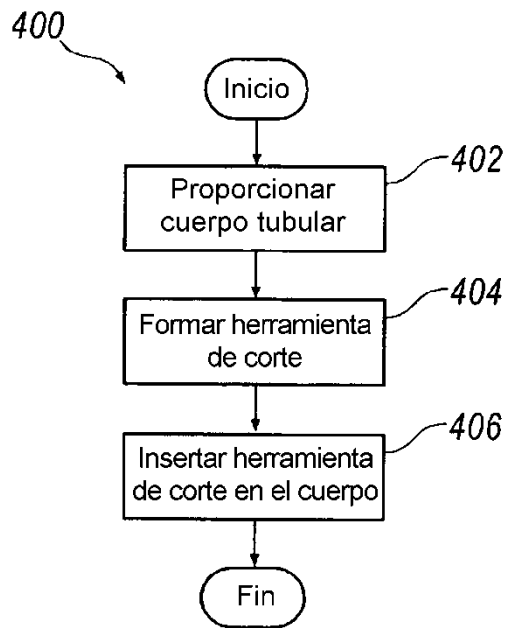 400
Inicio
402
Proporcionar
cuerpo tubular
404
Formar herramienta
de corte
406
Insertar herramienta
de corte en el cuerpo
Fin